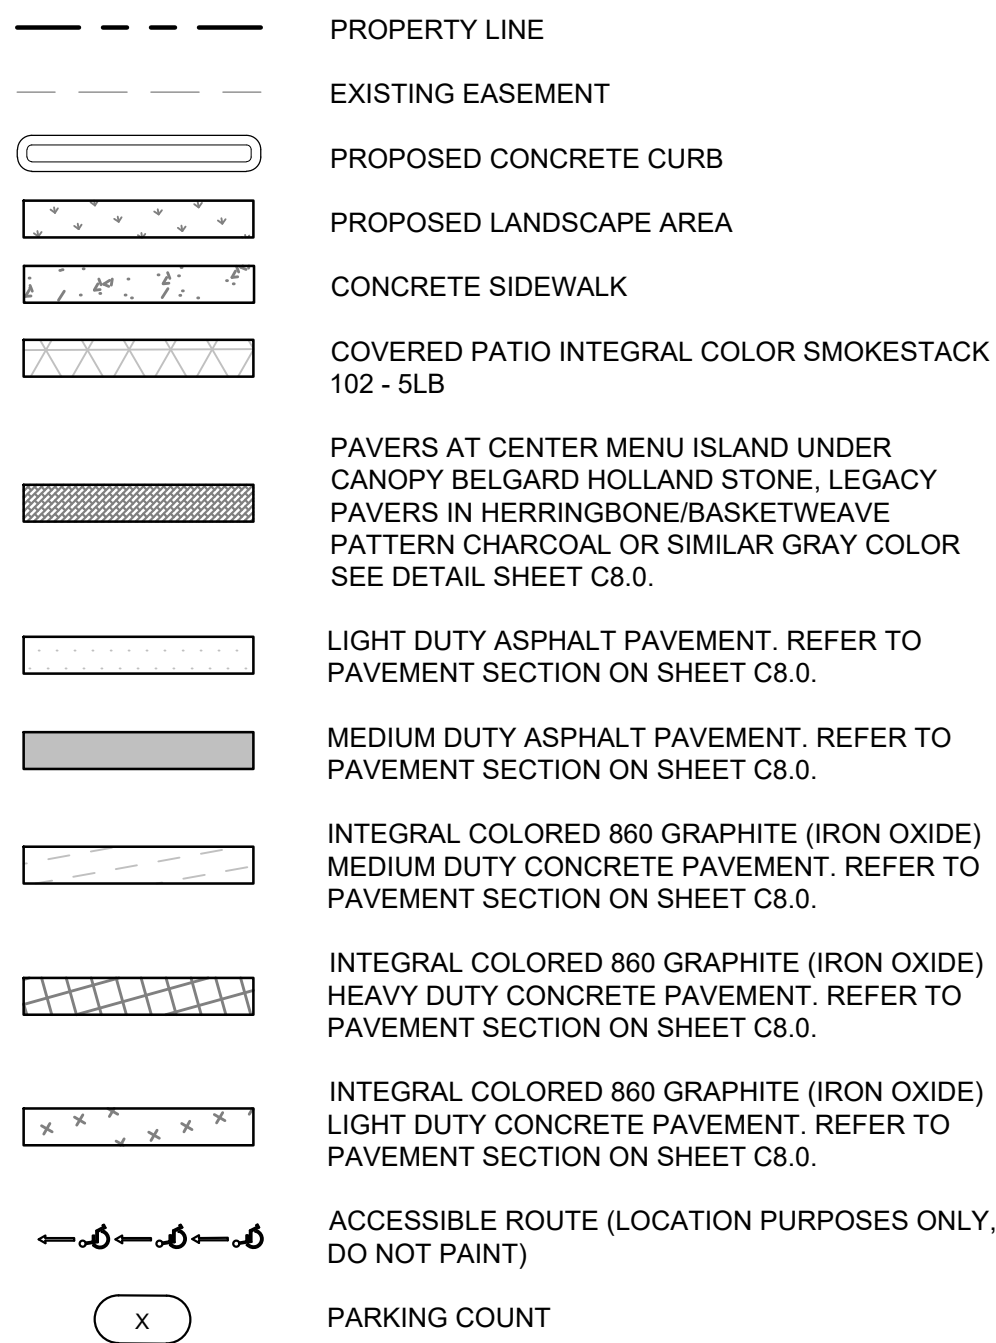 PROPERTY LINE
EXISTING EASEMENT
PROPOSED CONCRETE CURB
PROPOSED LANDSCAPE AREA
CONCRETE SIDEWALK
COVERED PATIO INTEGRAL COLOR SMOKESTACK
102 - 5LB
PAVERS AT CENTER MENU ISLAND UNDER
CANOPY BELGARD HOLLAND STONE, LEGACY
PAVERS IN HERRINGBONE/BASKETWEAVE
PATTERN CHARCOAL OR SIMILAR GRAY COLOR
SEE DETAIL SHEET C8.0.
LIGHT DUTY ASPHALT PAVEMENT. REFER TO
PAVEMENT SECTION ON SHEET C8.0.
MEDIUM DUTY ASPHALT PAVEMENT. REFER TO
PAVEMENT SECTION ON SHEET C8.0.
INTEGRAL COLORED 860 GRAPHITE (IRON OXIDE)
MEDIUM DUTY CONCRETE PAVEMENT. REFER TO
PAVEMENT SECTION ON SHEET C8.0.
INTEGRAL COLORED 860 GRAPHITE (IRON OXIDE)
HEAVY DUTY CONCRETE PAVEMENT. REFER TO
PAVEMENT SECTION ON SHEET C8.0.
INTEGRAL COLORED 860 GRAPHITE (IRON OXIDE)
LIGHT DUTY CONCRETE PAVEMENT. REFER TO
PAVEMENT SECTION ON SHEET C8.0.
ACCESSIBLE ROUTE (LOCATION PURPOSES ONLY,
DO NOT PAINT)
X PARKING COUNT